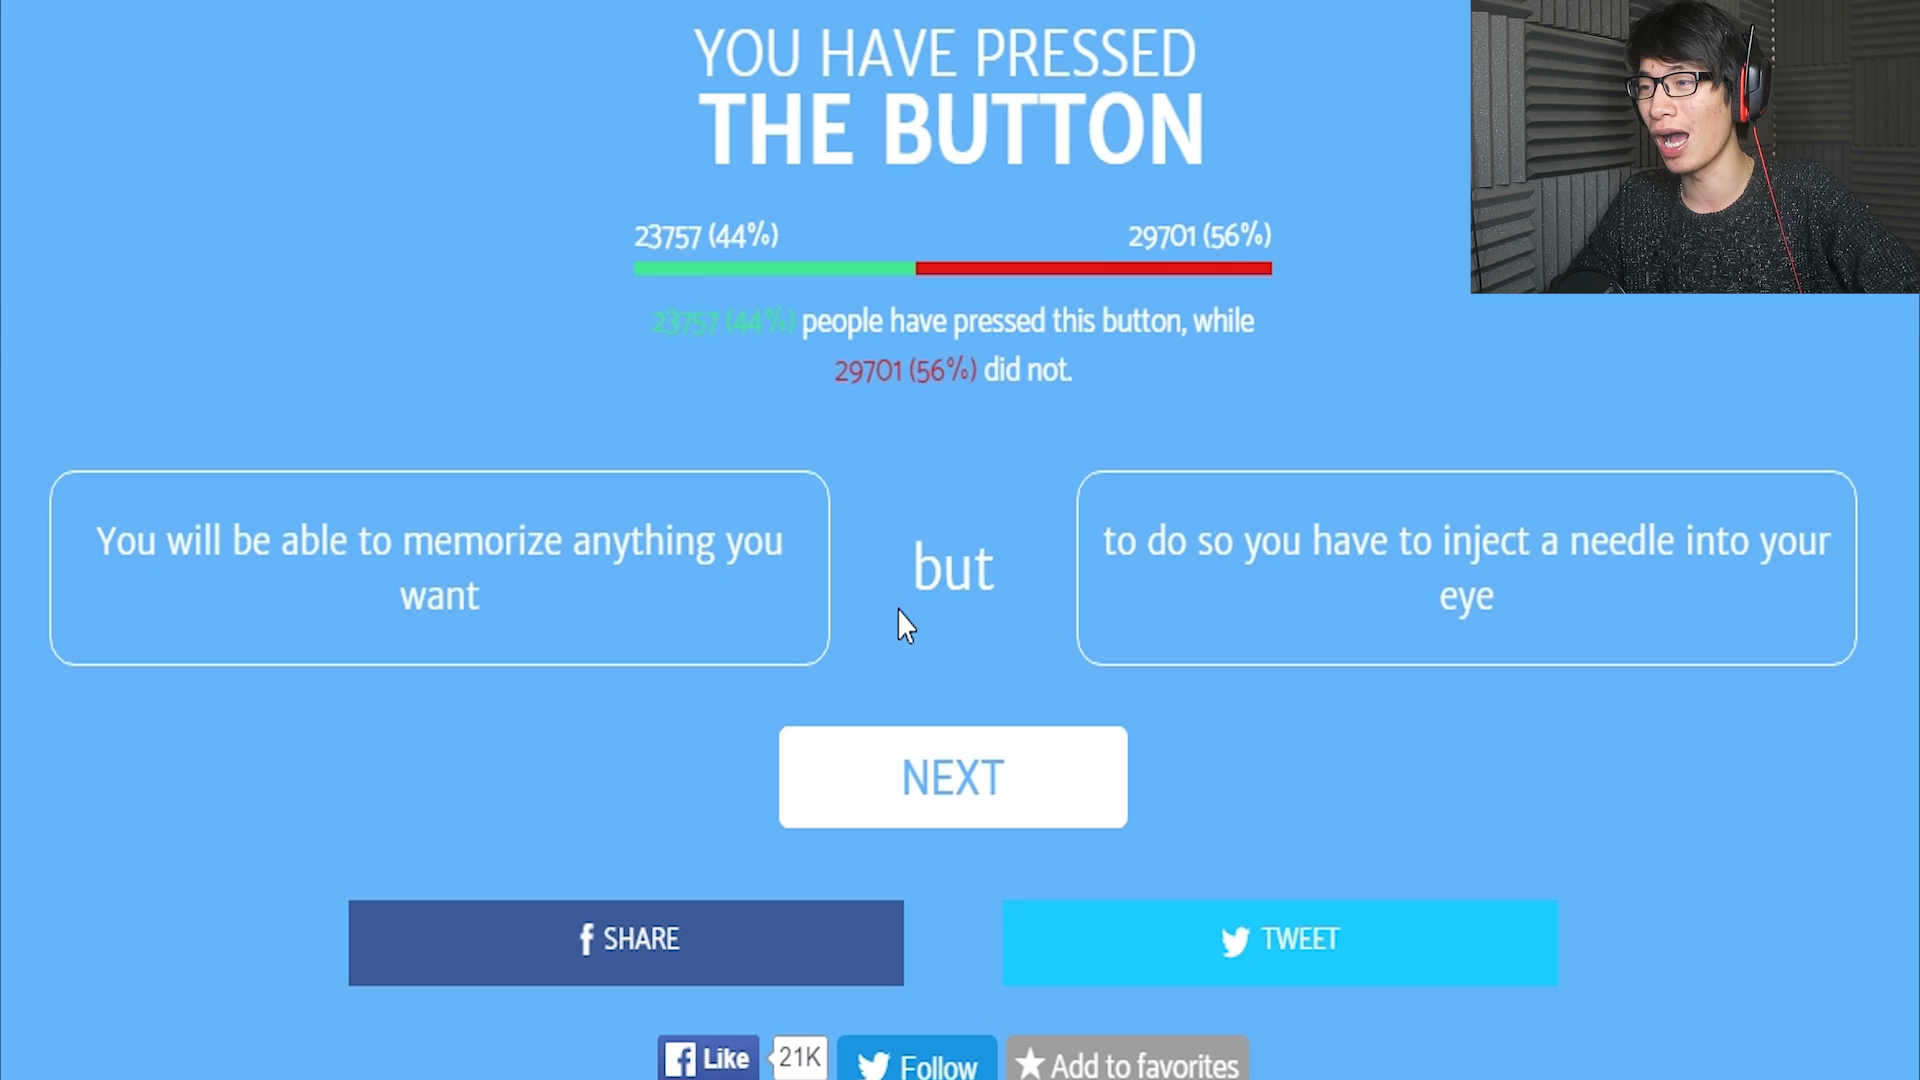 YOU HAVE PRESSED
THE BUTTON
23757 (44%) 29701 (56%)
23757 (44%) people have pressed this button, while
29701 (56%) did not.
You will be able to memorize anything you
want
but
to do so you have to inject a needle into your
eye
NEXT
f SHARE
TWEET
f Like 21K Follow Add to favorites